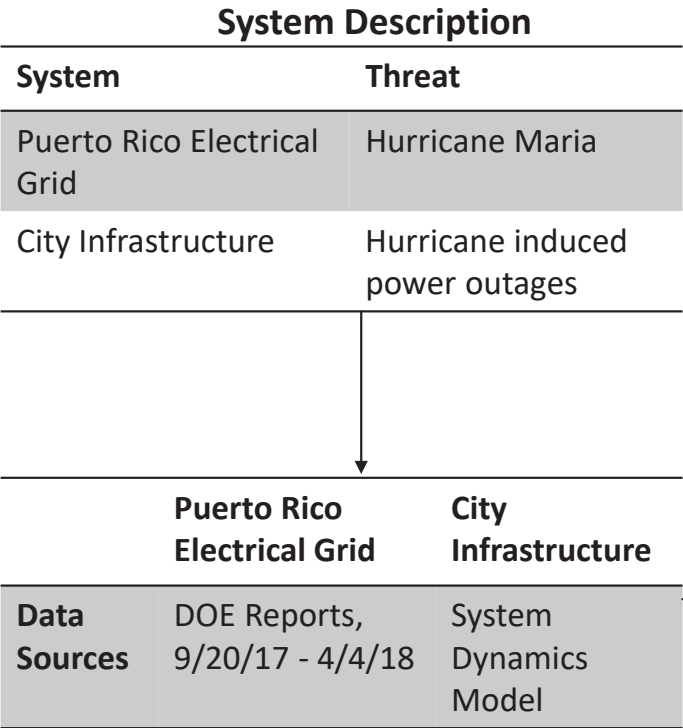 System Description
System Threat
Puerto Rico Electrical Hurricane Maria
Grid
City Infrastructure Hurricane induced
power outages
Puerto Rico City
Electrical Grid Infrastructure
Data DOE Reports, System
Sources 9/20/17 - 4/4/18 Dynamics
Model